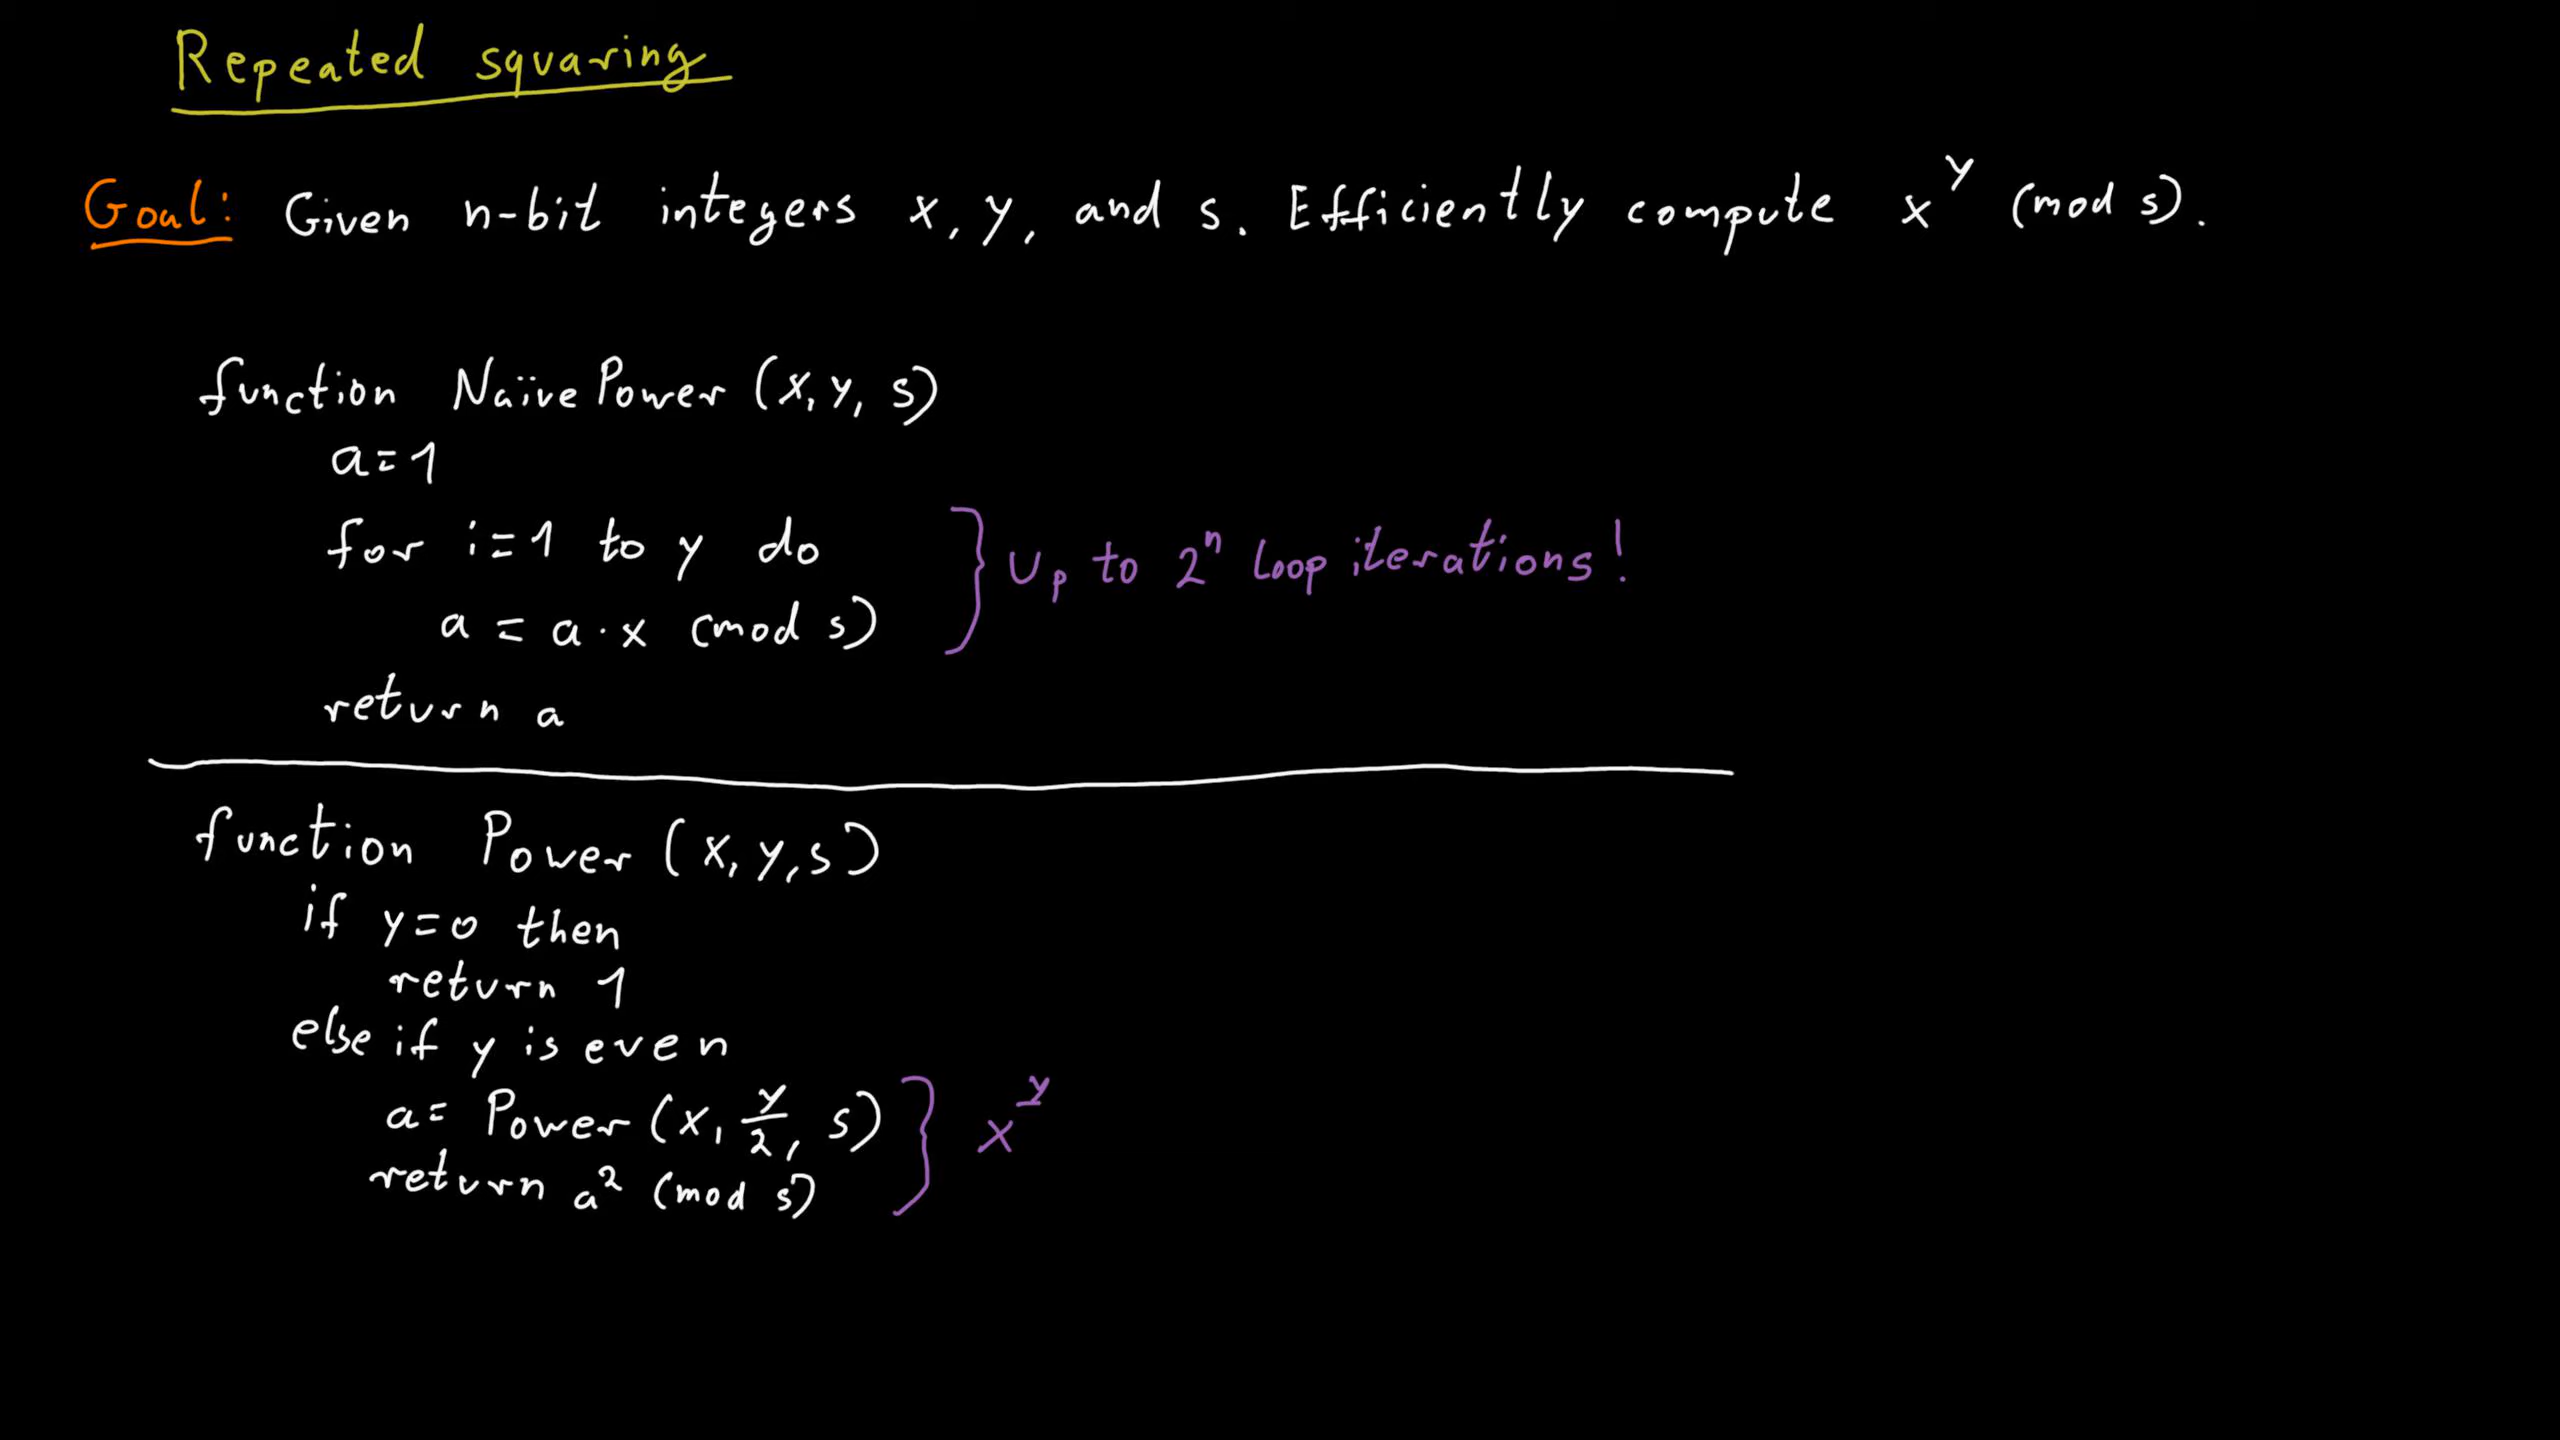 Repeated squaring
Goal: Given n-bit integers x, y, and s. Efficiently compute x^y (mod s).
function NaïvePower (x, y, s)
a=1
for i=1 to y do
a = a · x (mod s)
return a
} Up to 2^n loop iterations!
function Power (x, y, s)
if y=0 then
return 1
else if y is even
a= Power (x, y/2, s)
return a² (mod s)
} x^y